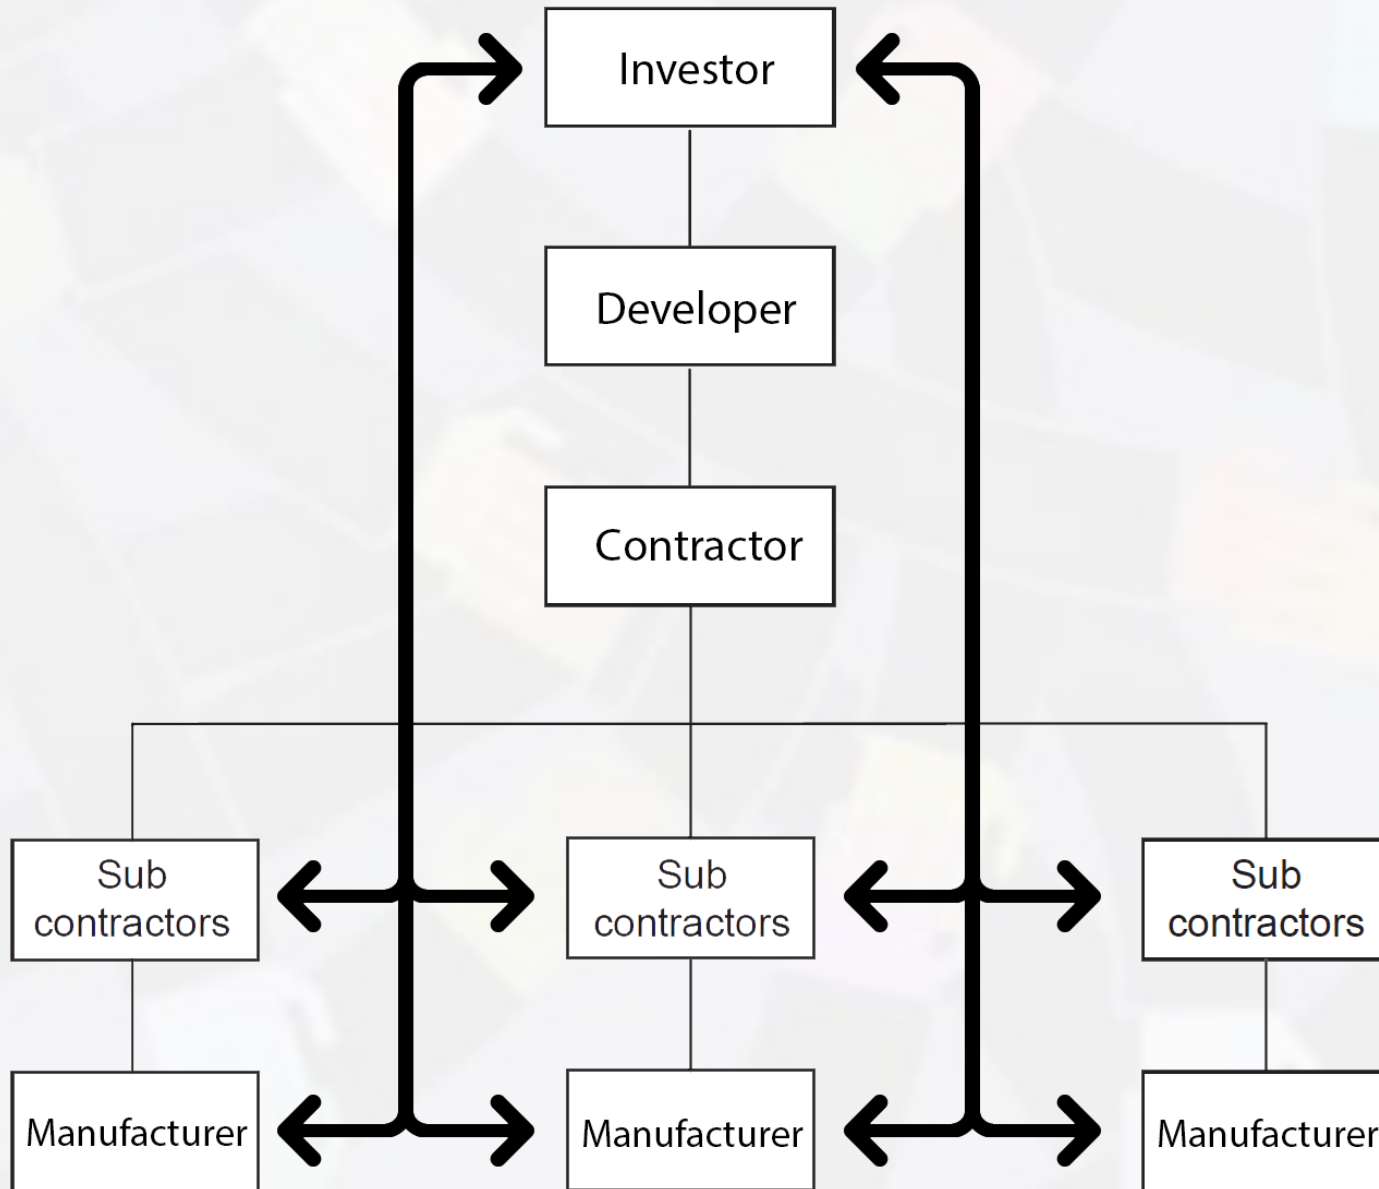 Investor
Developer
Contractor
Sub
contractors
Sub
contractors
Sub
contractors
Manufacturer
Manufacturer
Manufacturer